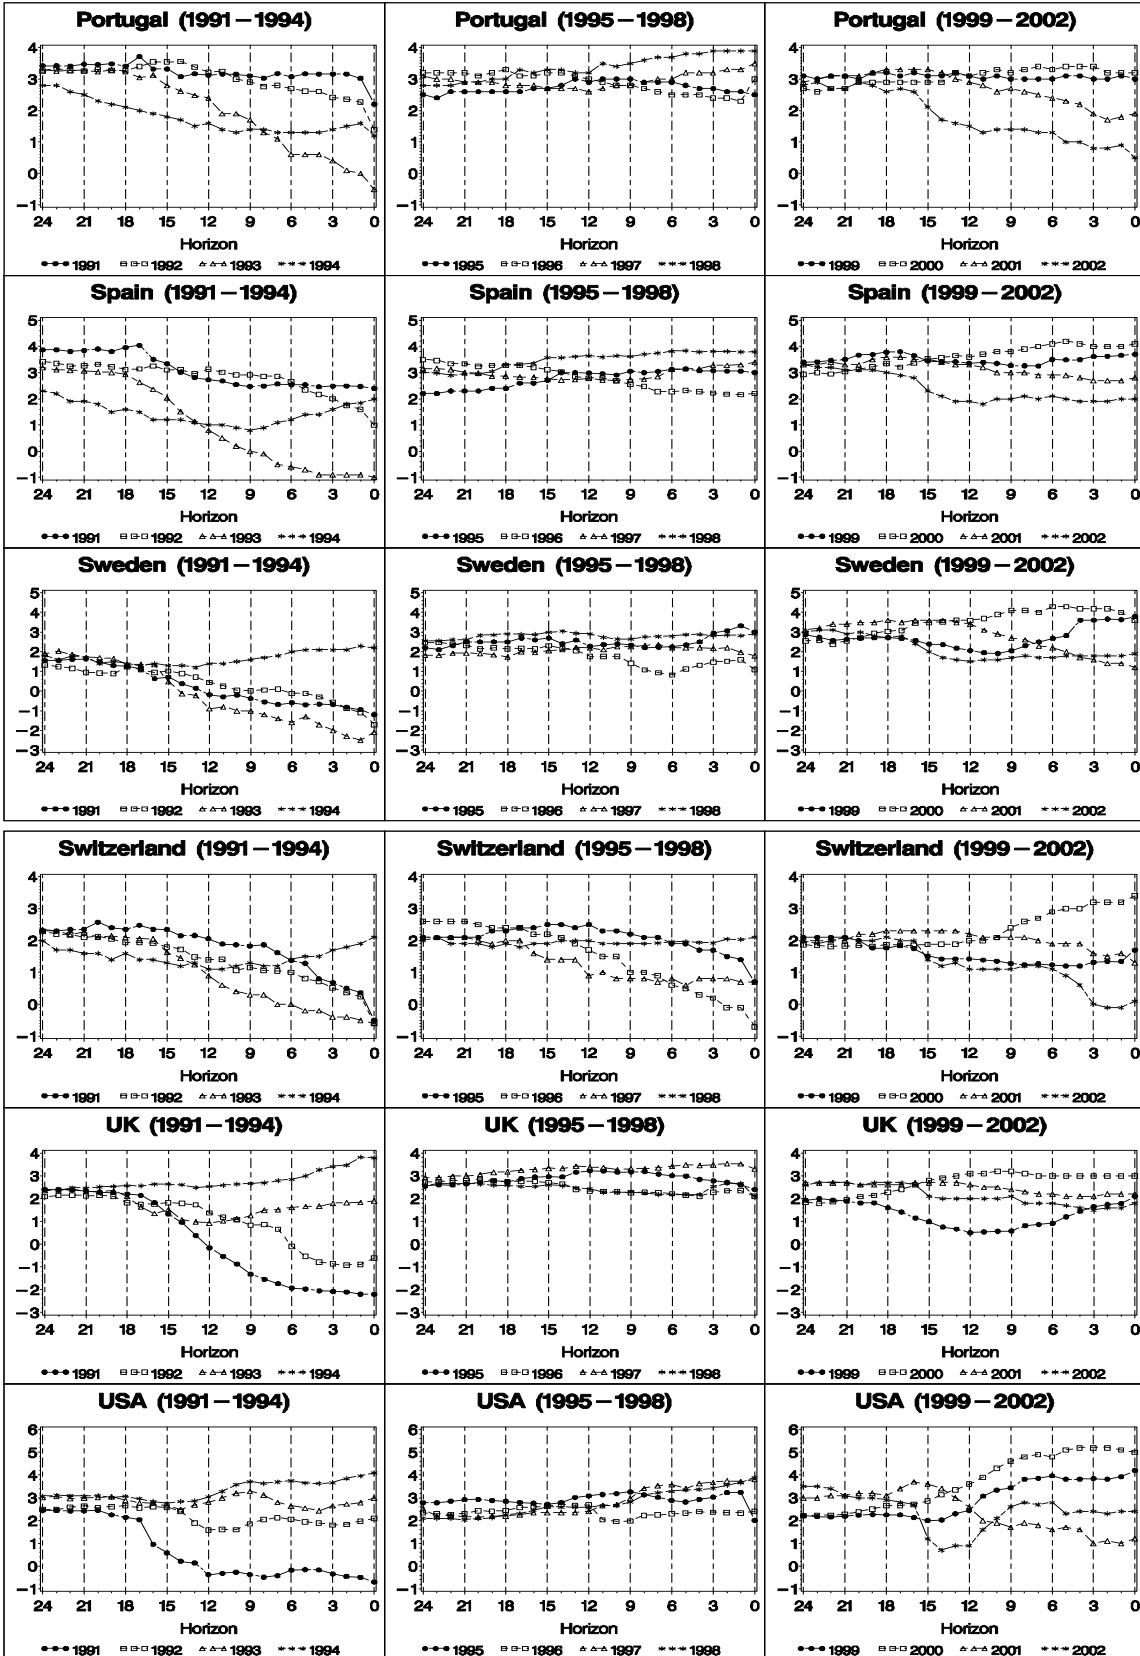 Portugal (1991–1994) Portugal (1995–1998) Portugal (1999–2002)
4 4 4
3 3 3
2 2 2
1 1 1
0 0 0
–1 –1 –1
24 21 18 15 12 9 6 3 0 24 21 18 15 12 9 6 3 0 24 21 18 15 12 9 6 3 0
Horizon Horizon Horizon
1991 1992 1993 1994 1995 1996 1997 1998 1999 2000 2001 2002
Spain (1991–1994) Spain (1995–1998) Spain (1999–2002)
5 5 5
4 4 4
3 3 3
2 2 2
1 1 1
0 0 0
–1 –1 –1
24 21 18 15 12 9 6 3 0 24 21 18 15 12 9 6 3 0 24 21 18 15 12 9 6 3 0
Horizon Horizon Horizon
1991 1992 1993 1994 1995 1996 1997 1998 1999 2000 2001 2002
Sweden (1991–1994) Sweden (1995–1998) Sweden (1999–2002)
5 5 5
4 4 4
3 3 3
2 2 2
1 1 1
0 0 0
–1 –1 –1
–2 –2 –2
–3 –3 –3
24 21 18 15 12 9 6 3 0 24 21 18 15 12 9 6 3 0 24 21 18 15 12 9 6 3 0
Horizon Horizon Horizon
1991 1992 1993 1994 1995 1996 1997 1998 1999 2000 2001 2002
Switzerland (1991–1994) Switzerland (1995–1998) Switzerland (1999–2002)
4 4 4
3 3 3
2 2 2
1 1 1
0 0 0
–1 –1 –1
24 21 18 15 12 9 6 3 0 24 21 18 15 12 9 6 3 0 24 21 18 15 12 9 6 3 0
Horizon Horizon Horizon
1991 1992 1993 1994 1995 1996 1997 1998 1999 2000 2001 2002
UK (1991–1994) UK (1995–1998) UK (1999–2002)
4 4 4
3 3 3
2 2 2
1 1 1
0 0 0
–1 –1 –1
–2 –2 –2
–3 –3 –3
24 21 18 15 12 9 6 3 0 24 21 18 15 12 9 6 3 0 24 21 18 15 12 9 6 3 0
Horizon Horizon Horizon
1991 1992 1993 1994 1995 1996 1997 1998 1999 2000 2001 2002
USA (1991–1994) USA (1995–1998) USA (1999–2002)
6 6 6
5 5 5
4 4 4
3 3 3
2 2 2
1 1 1
0 0 0
–1 –1 –1
24 21 18 15 12 9 6 3 0 24 21 18 15 12 9 6 3 0 24 21 18 15 12 9 6 3 0
Horizon Horizon Horizon
1991 1992 1993 1994 1995 1996 1997 1998 1999 2000 2001 2002